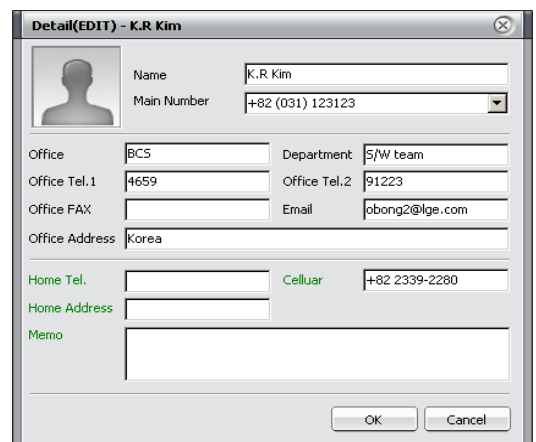 Detail(EDIT) - K.R Kim
Name K.R Kim
Main Number +82 (031) 123123
Office BCS Department S/W team
Office Tel.1 4659 Office Tel.2 91223
Office FAX Email obong2@lge.com
Office Address Korea
Home Tel. Celluar +82 2339-2280
Home Address
Memo
OK Cancel